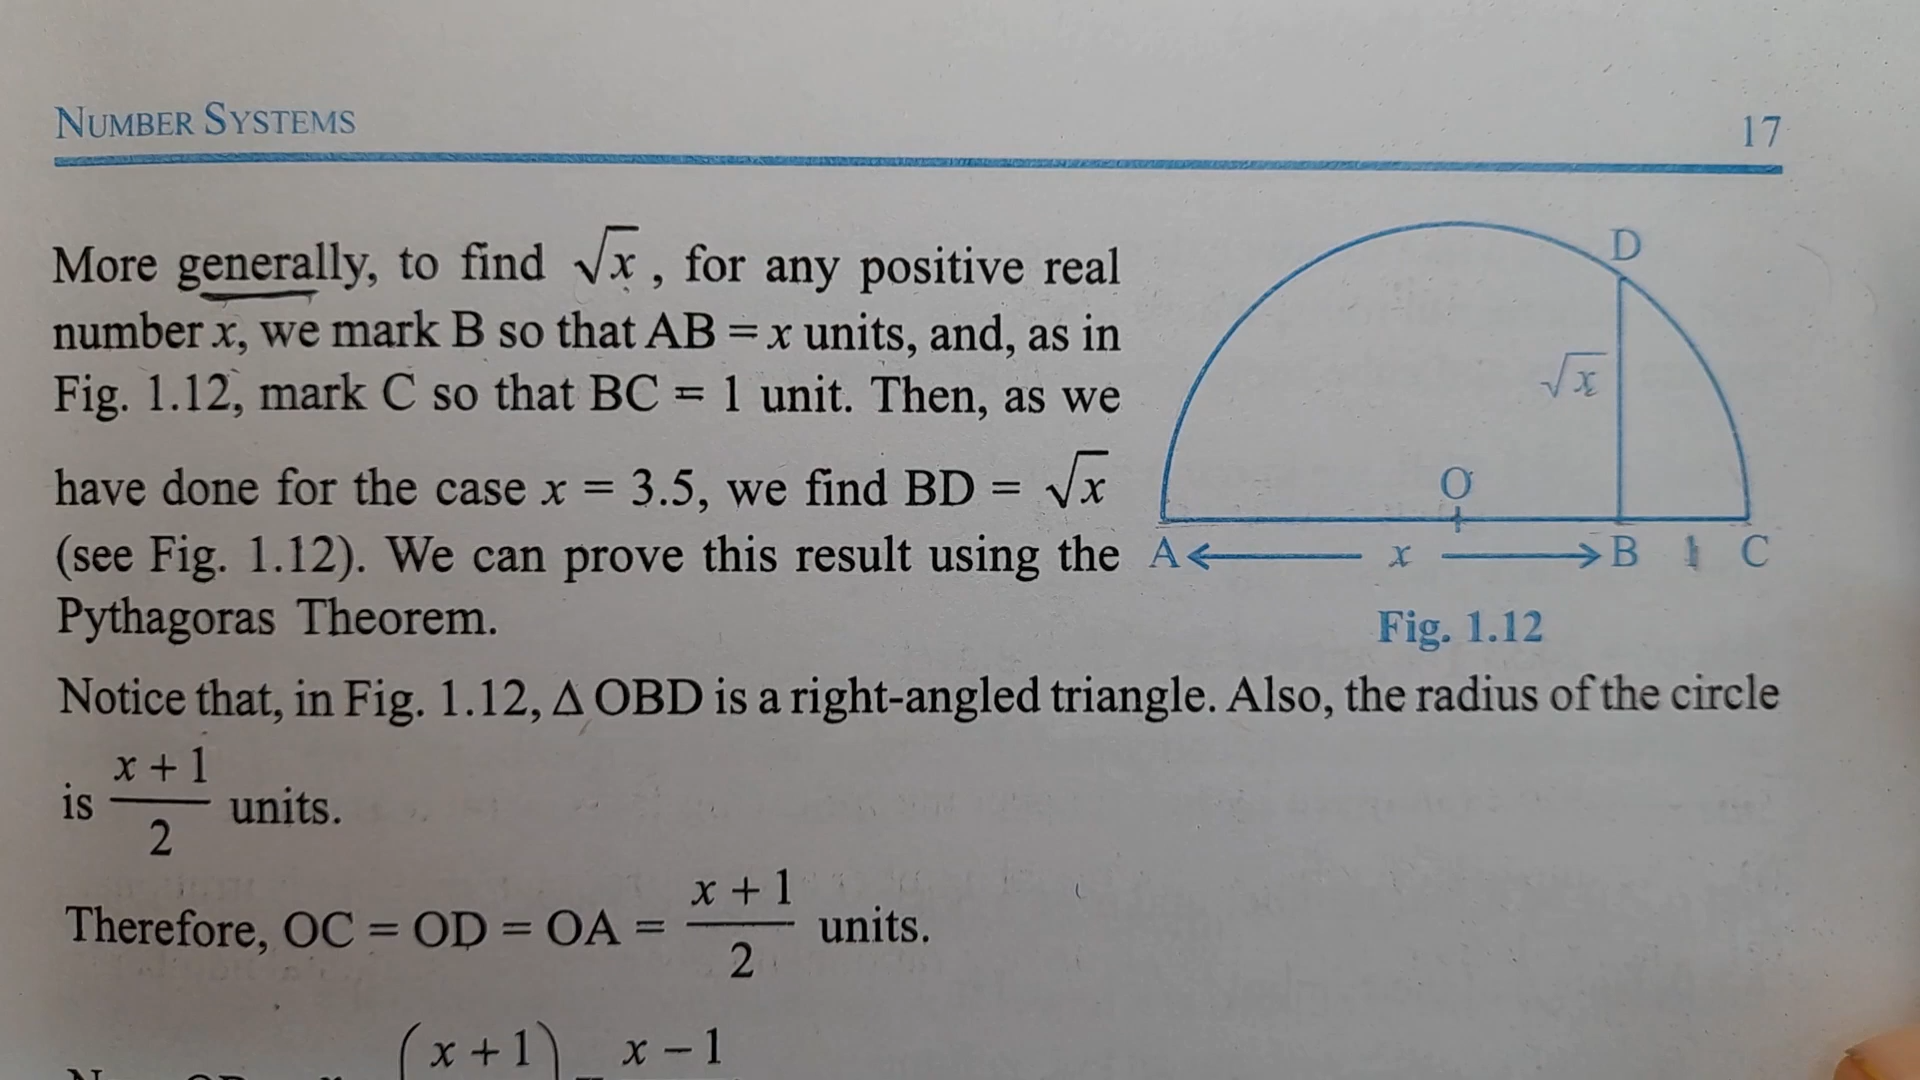 NUMBER SYSTEMS 17
More generally, to find √x , for any positive real
number x, we mark B so that AB = x units, and, as in
Fig. 1.12, mark C so that BC = 1 unit. Then, as we
have done for the case x = 3.5, we find BD = √x
(see Fig. 1.12). We can prove this result using the
Pythagoras Theorem.
D
√x
O
A x B 1 C
Fig. 1.12
Notice that, in Fig. 1.12, Δ OBD is a right-angled triangle. Also, the radius of the circle
is (x + 1)/2 units.
Therefore, OC = OD = OA = (x + 1)/2 units.
(x + 1) x – 1